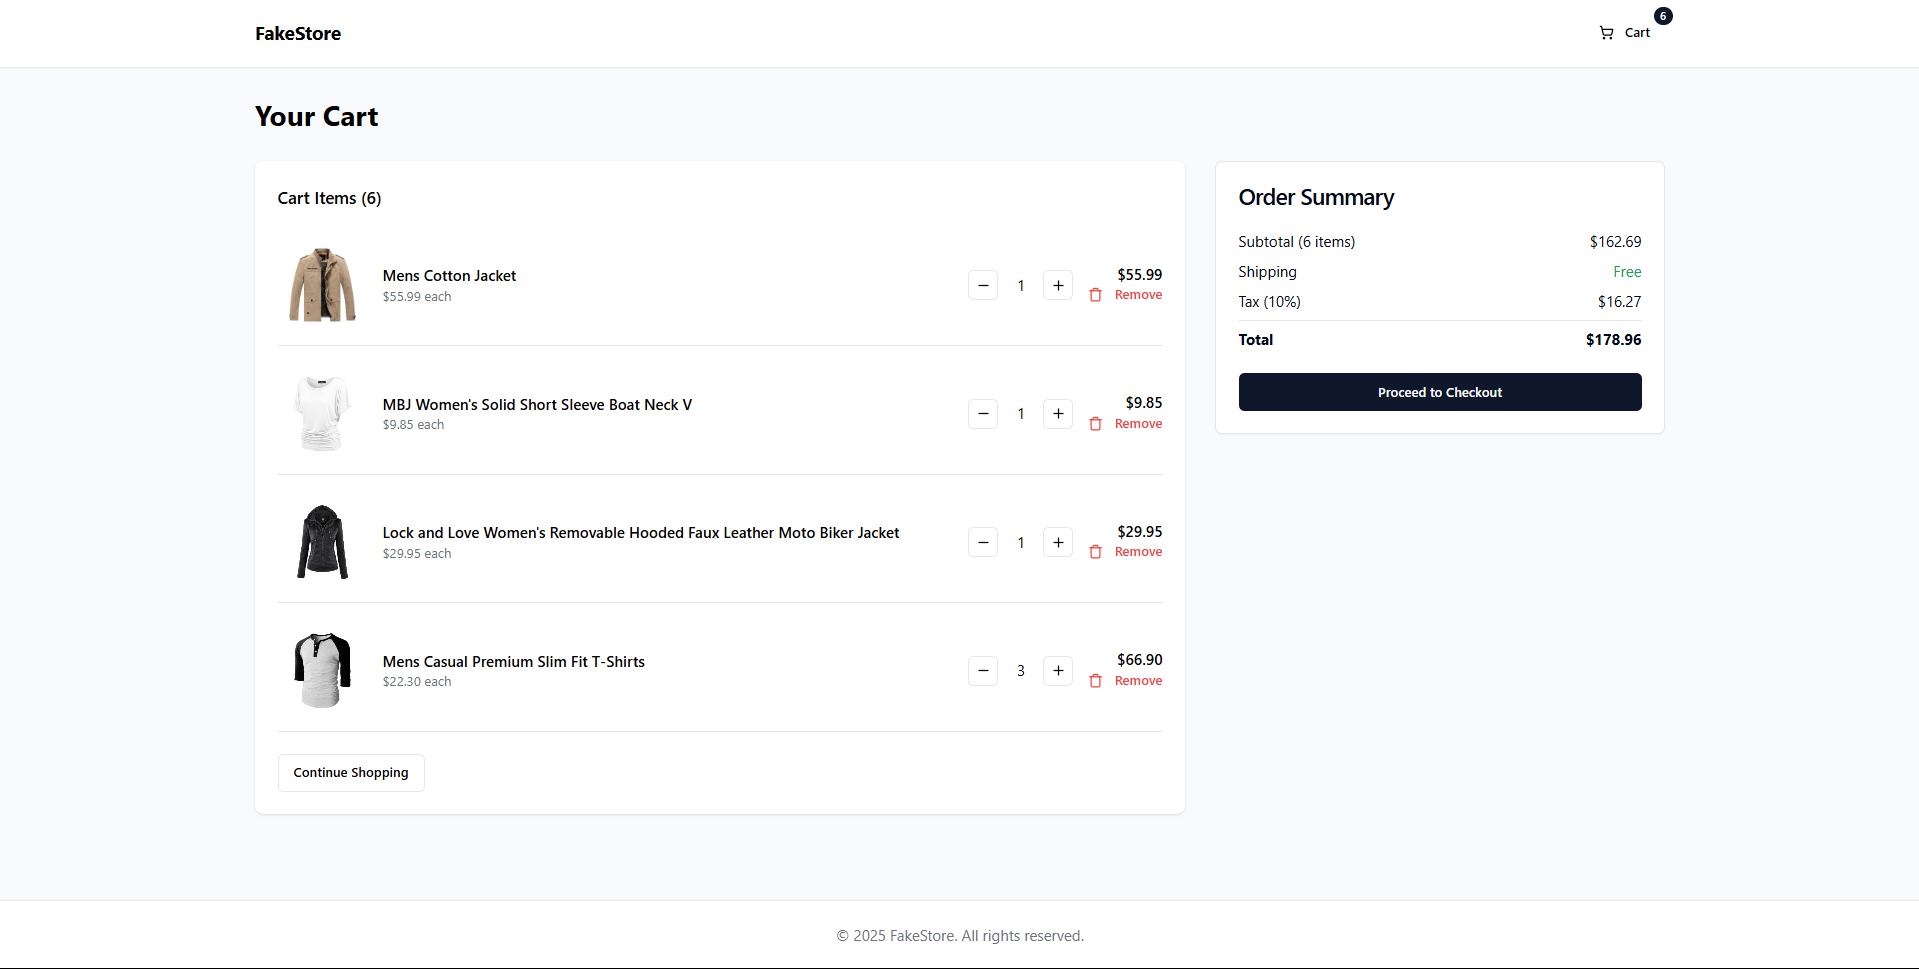 FakeStore
Cart
6
Your Cart
Cart Items (6)
Mens Cotton Jacket
$55.99 each
1
$55.99
Remove
MBJ Women's Solid Short Sleeve Boat Neck V
$9.85 each
1
$9.85
Remove
Lock and Love Women's Removable Hooded Faux Leather Moto Biker Jacket
$29.95 each
1
$29.95
Remove
Mens Casual Premium Slim Fit T-Shirts
$22.30 each
3
$66.90
Remove
Continue Shopping
Order Summary
Subtotal (6 items) $162.69
Shipping Free
Tax (10%) $16.27
Total $178.96
Proceed to Checkout
© 2025 FakeStore. All rights reserved.